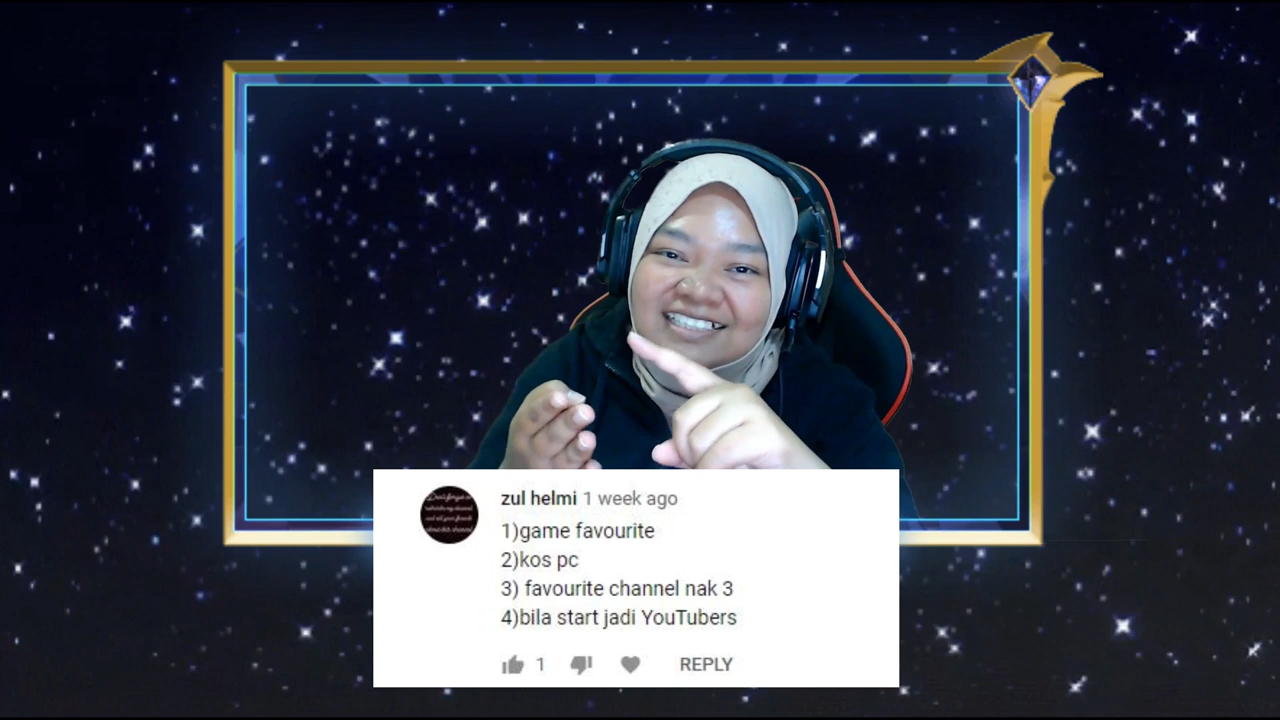 zul helmi 1 week ago
1)game favourite
2)kos pc
3) favourite channel nak 3
4)bila start jadi YouTubers
1 REPLY